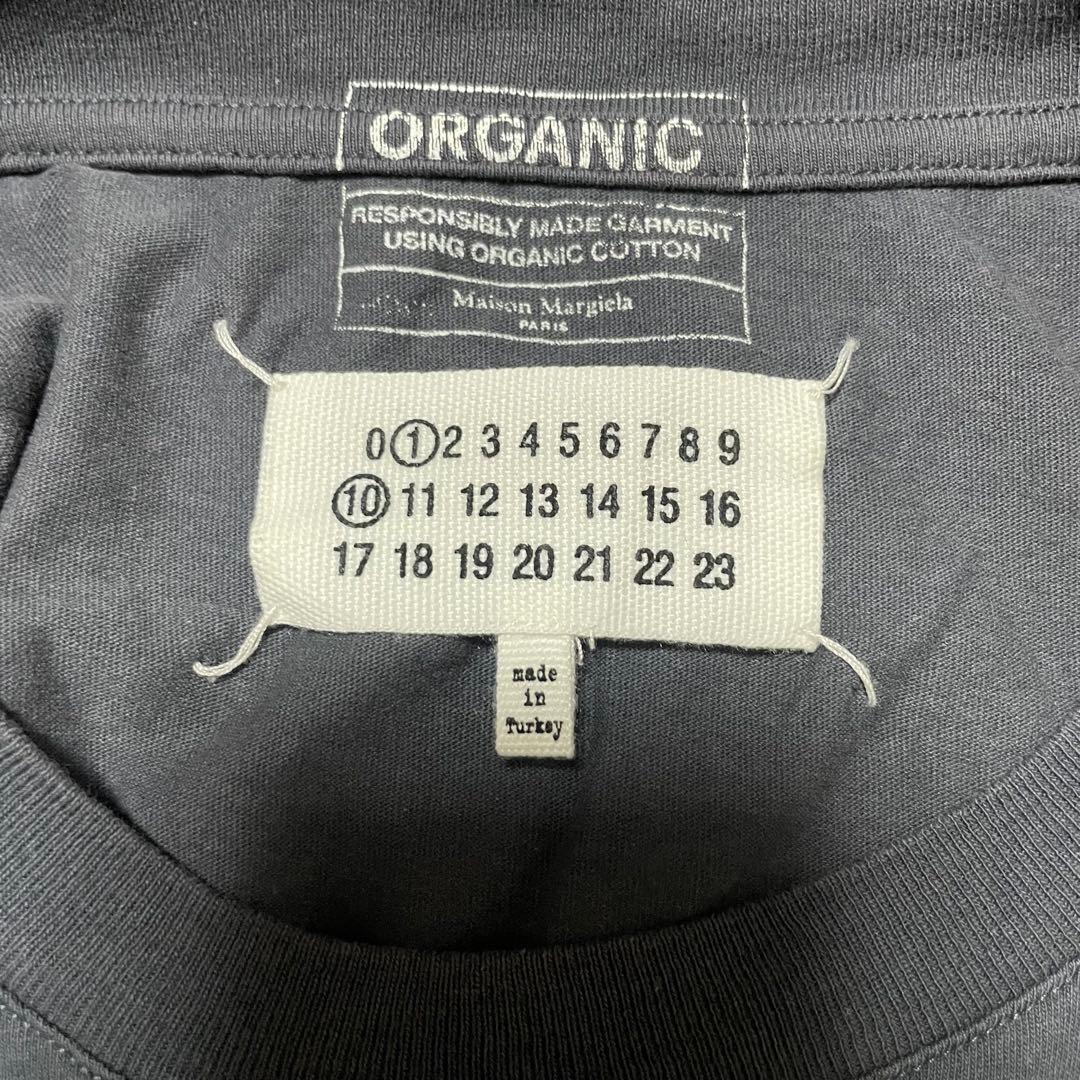 ORGANIC
RESPONSIBLY MADE GARMENT
USING ORGANIC COTTON
Maison Margiela
PARIS
0 1 2 3 4 5 6 7 8 9
10 11 12 13 14 15 16
17 18 19 20 21 22 23
made
in
Turkey